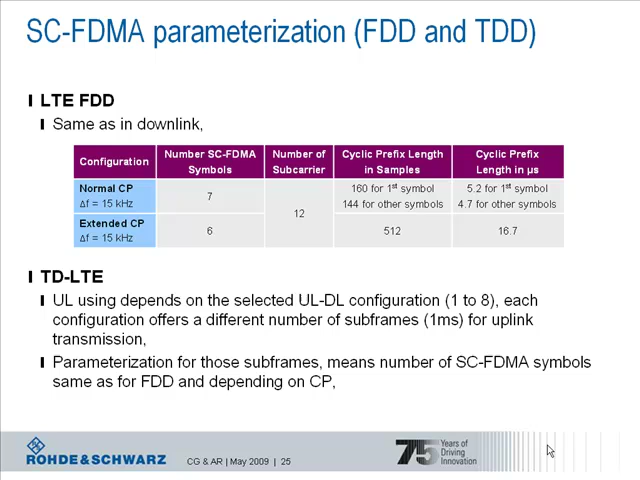 SC-FDMA parameterization (FDD and TDD)
LTE FDD
Same as in downlink,
Configuration
Number SC-FDMA
Symbols
Number of
Subcarrier
Cyclic Prefix Length
in Samples
Cyclic Prefix
Length in µs
Normal CP
Δf = 15 kHz
7
12
160 for 1st symbol
144 for other symbols
5.2 for 1st symbol
4.7 for other symbols
Extended CP
Δf = 15 kHz
6
512
16.7
TD-LTE
UL using depends on the selected UL-DL configuration (1 to 8), each
configuration offers a different number of subframes (1ms) for uplink
transmission,
Parameterization for those subframes, means number of SC-FDMA symbols
same as for FDD and depending on CP,
ROHDE&SCHWARZ
CG & AR | May 2009 | 25
75 Years of
Driving
Innovation